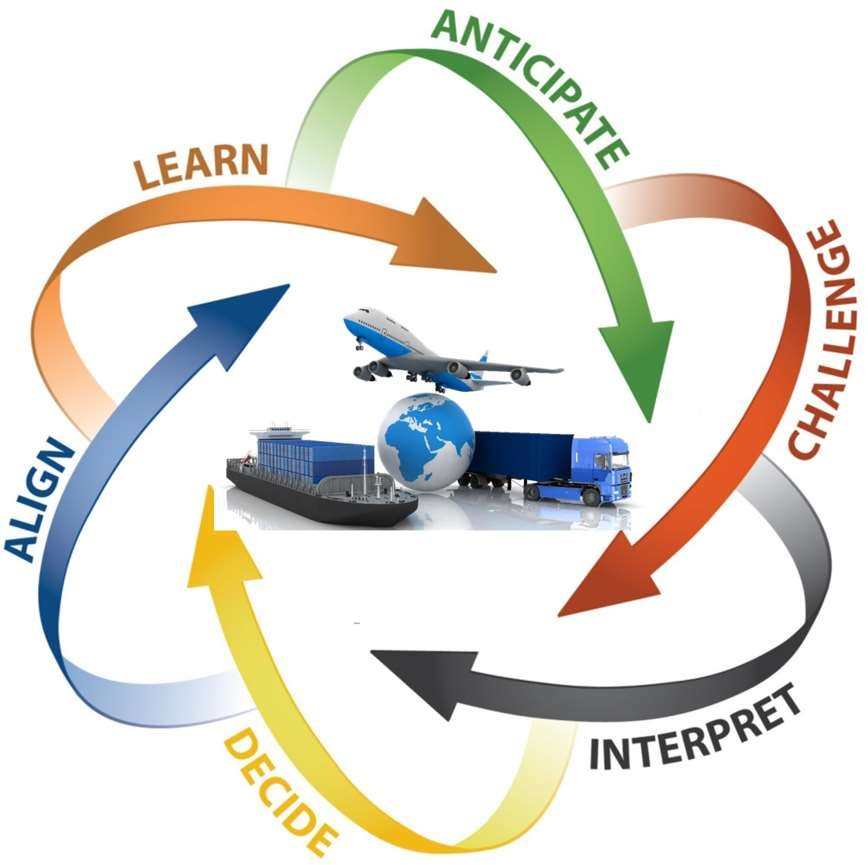 ANTICIPATE
CHALLENGE
INTERPRET
DECIDE
ALIGN
LEARN